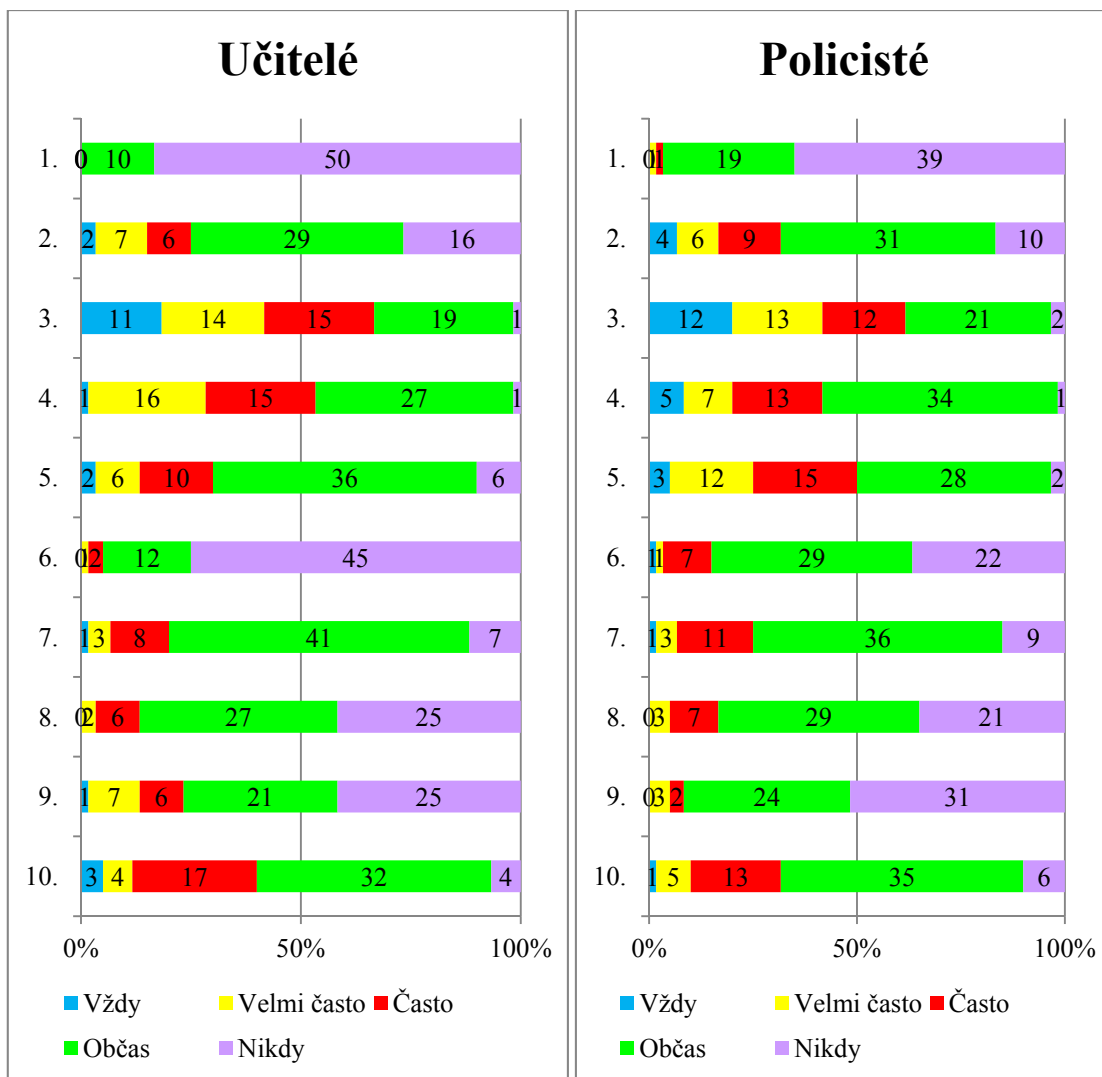 Učitelé
1. 0 10 50
2. 2 7 6 29 16
3. 11 14 15 19 1
4. 1 16 15 27 1
5. 2 6 10 36 6
6. 0 1 2 12 45
7. 1 3 8 41 7
8. 0 2 6 27 25
9. 1 7 6 21 25
10. 3 4 17 32 4
0% 50% 100%
Vždy Velmi často Často
Občas Nikdy
Policisté
1. 0 1 1 19 39
2. 4 6 9 31 10
3. 12 13 12 21 2
4. 5 7 13 34 1
5. 3 12 15 28 2
6. 1 1 7 29 22
7. 1 3 11 36 9
8. 0 3 7 29 21
9. 0 3 2 24 31
10. 1 5 13 35 6
0% 50% 100%
Vždy Velmi často Často
Občas Nikdy